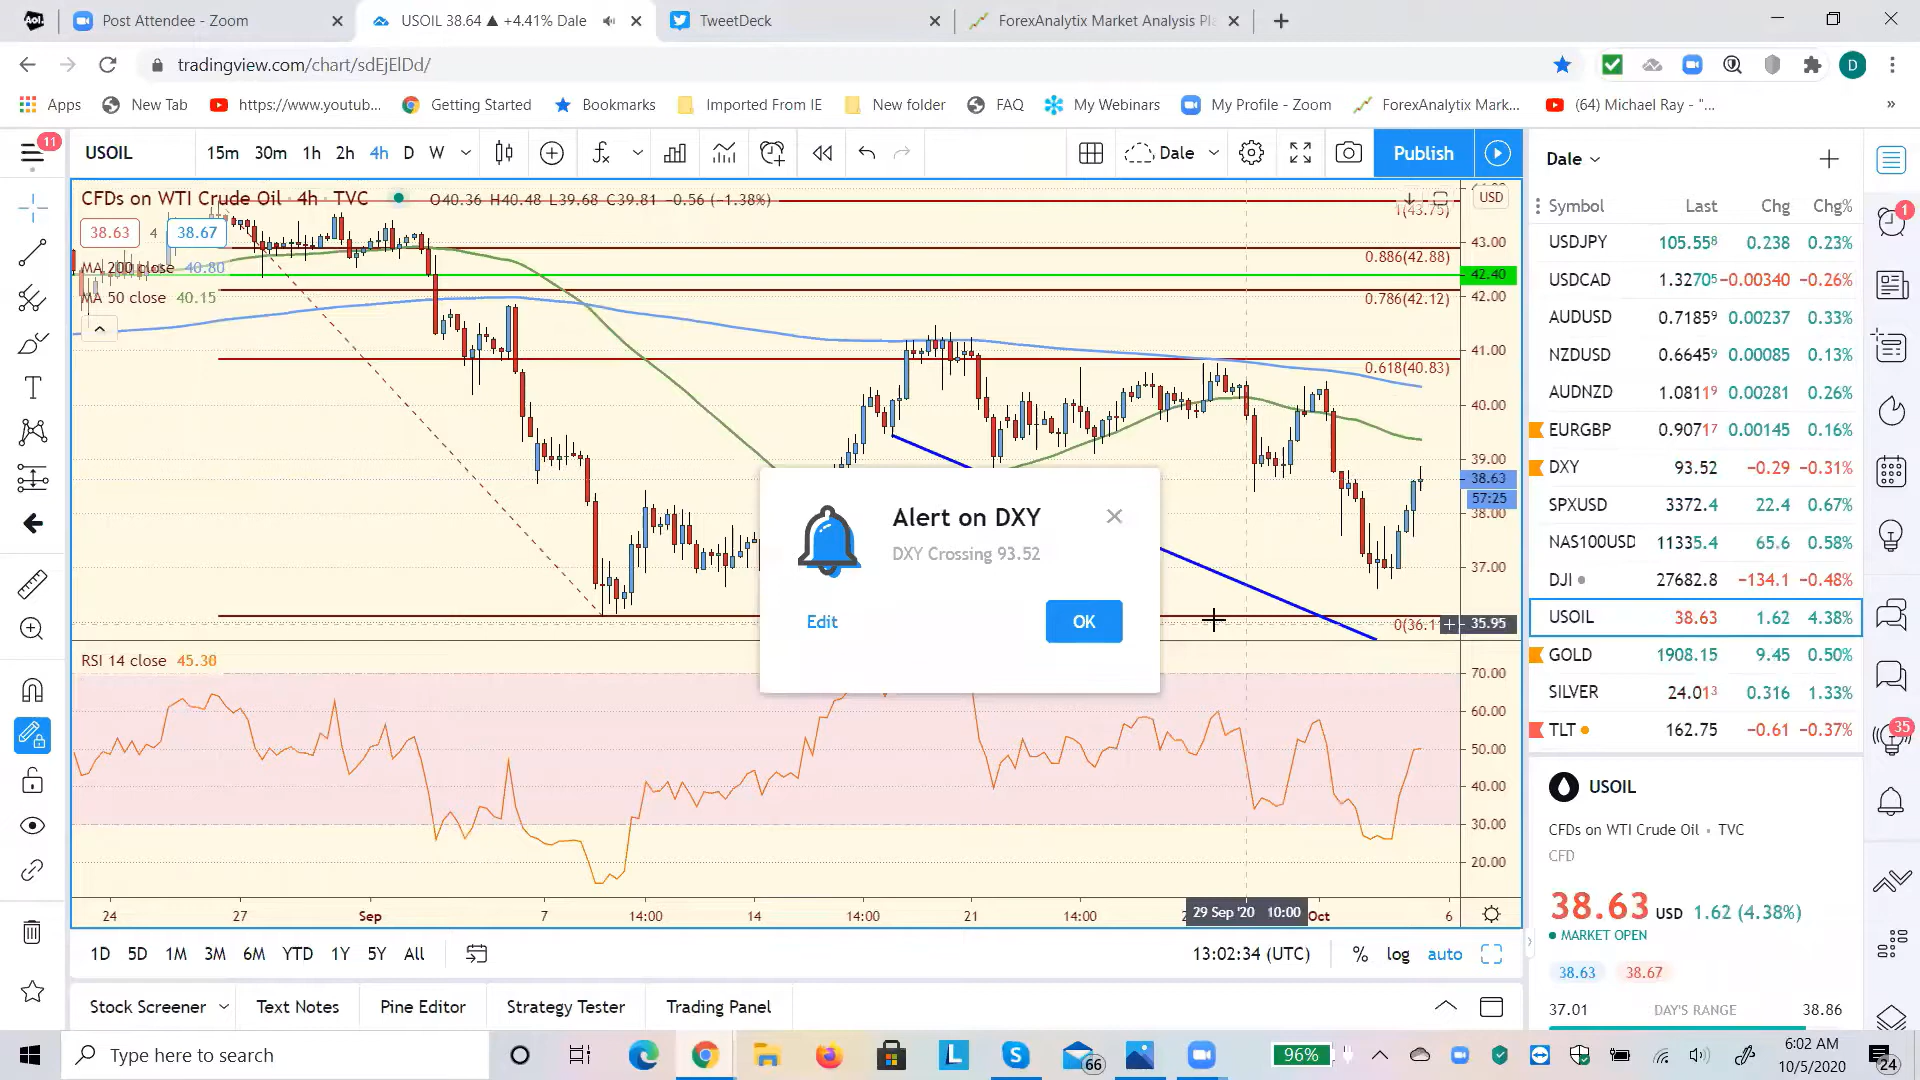 Post Attendee - Zoom
USOIL 38.64 ▲ +4.41% Dale
TweetDeck
ForexAnalytix Market Analysis Pl
tradingview.com/chart/sdEjElDd/
Apps
New Tab
https://www.youtub...
Getting Started
Bookmarks
Imported From IE
New folder
FAQ
My Webinars
My Profile - Zoom
ForexAnalytix Mark...
(64) Michael Ray - "...
»
11
USOIL
15m 30m 1h 2h 4h D W
Dale
Publish
CFDs on WTI Crude Oil · 4h · TVC
O40.36 H40.48 L39.68 C39.81 −0.56 (−1.38%)
38.63 4 38.67
MA 200 close 40.80
MA 50 close 40.15
1(43.75)
0.886(42.88)
0.786(42.12)
0.618(40.83)
USD
43.00
42.40
42.00
41.00
40.00
39.00
38.63
57:25
38.00
37.00
35.95
Alert on DXY
DXY Crossing 93.52
Edit
OK
RSI 14 close 45.30
70.00
60.00
50.00
40.00
30.00
20.00
24 27 Sep 7 14:00 14 14:00 21 14:00 29 Sep '20 10:00 Oct 6
1D 5D 1M 3M 6M YTD 1Y 5Y All
13:02:34 (UTC)
% log auto
Stock Screener
Text Notes
Pine Editor
Strategy Tester
Trading Panel
Dale
Symbol Last Chg Chg%
USDJPY 105.558 0.238 0.23%
USDCAD 1.32705 −0.00340 −0.26%
AUDUSD 0.71859 0.00237 0.33%
NZDUSD 0.66459 0.00085 0.13%
AUDNZD 1.08119 0.00281 0.26%
EURGBP 0.90717 0.00145 0.16%
DXY 93.52 −0.29 −0.31%
SPXUSD 3372.4 22.4 0.67%
NAS100USD 11335.4 65.6 0.58%
DJI 27682.8 −134.1 −0.48%
USOIL 38.63 1.62 4.38%
GOLD 1908.15 9.45 0.50%
SILVER 24.013 0.316 1.33%
TLT 162.75 −0.61 −0.37%
USOIL
CFDs on WTI Crude Oil • TVC
CFD
38.63 USD 1.62 (4.38%)
MARKET OPEN
38.63 38.67
37.01 DAY'S RANGE 38.86
1
35
D
Type here to search
66
96%
6:02 AM
10/5/2020
24